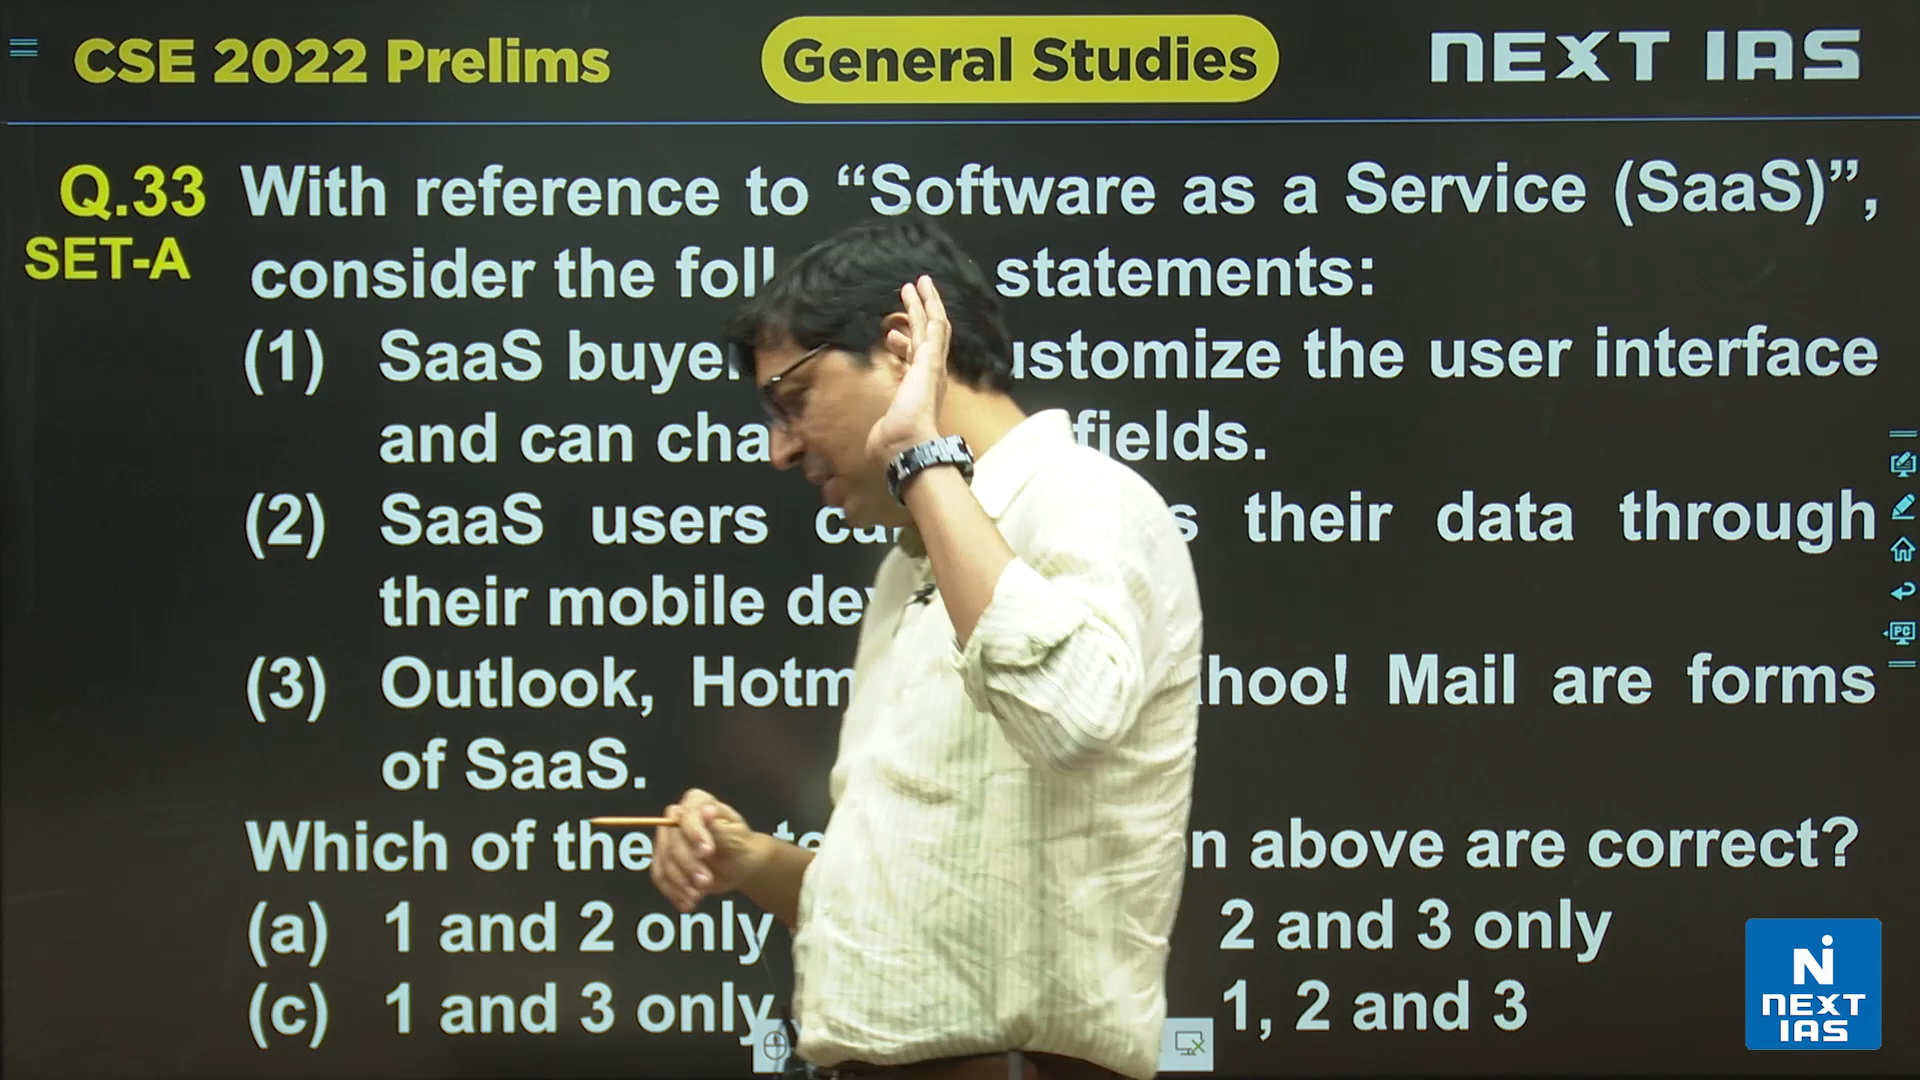 CSE 2022 Prelims General Studies NEXT IAS
Q.33 With reference to “Software as a Service (SaaS)”,
SET-A consider the foll statements:
(1) SaaS buye ustomize the user interface
and can cha fields.
(2) SaaS users ca s their data through
their mobile de
(3) Outlook, Hotm hoo! Mail are forms
of SaaS.
Which of the n above are correct?
(a) 1 and 2 only 2 and 3 only
(c) 1 and 3 only 1, 2 and 3
PC
N
NEXT
IAS